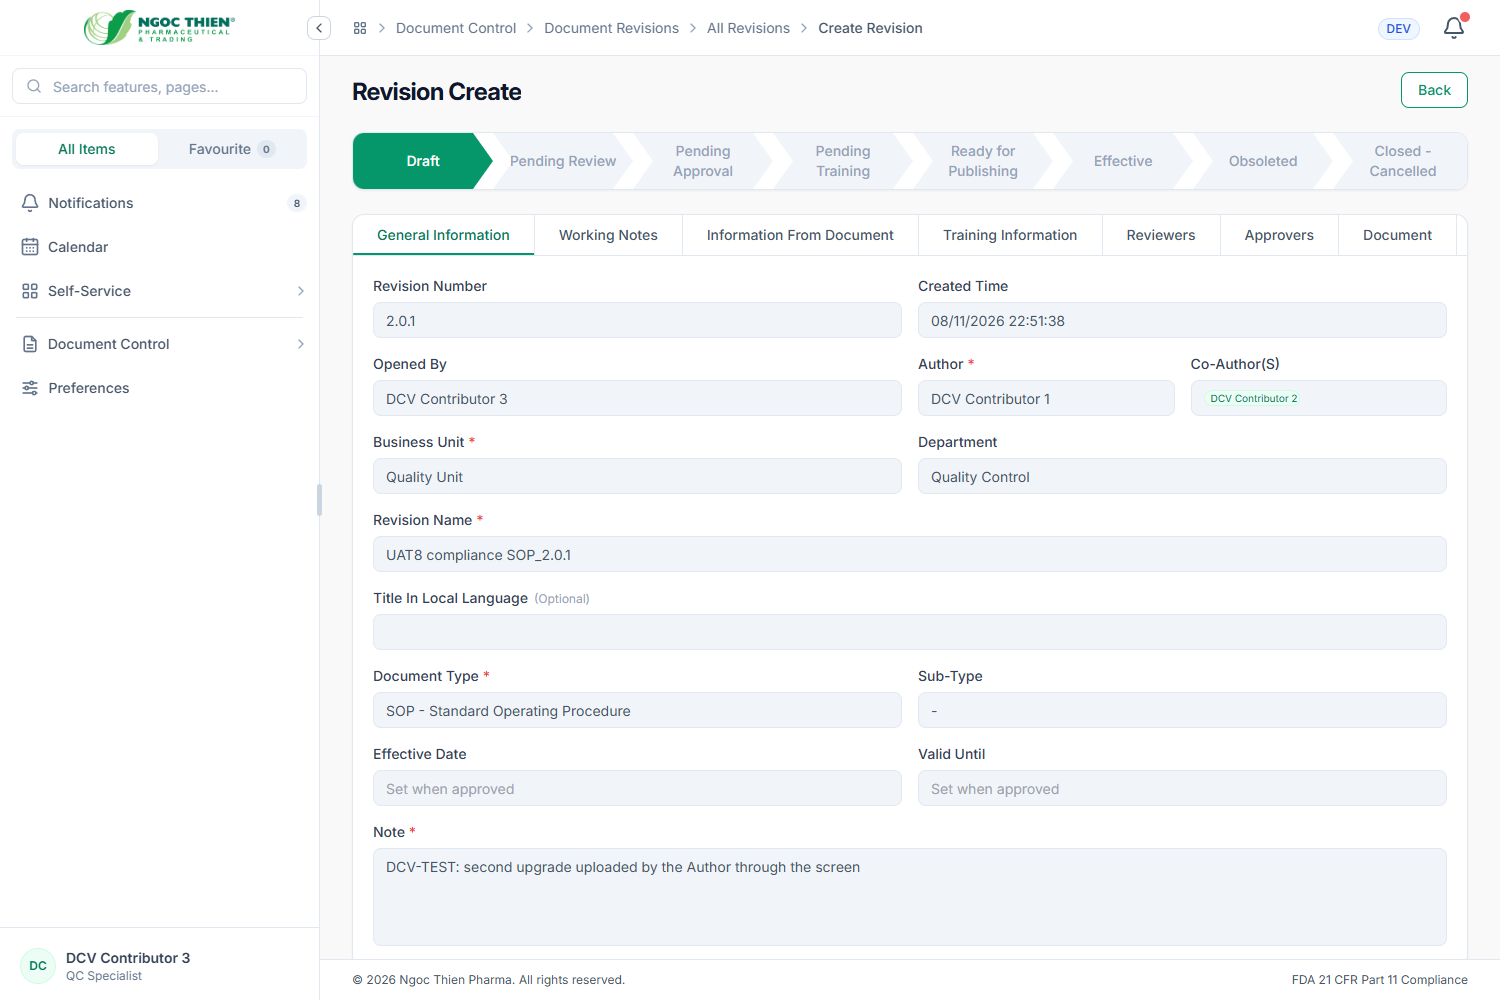 NGOC THIEN®
PHARMACEUTICAL
& TRADING
Search features, pages...
All Items
Favourite 0
Notifications 8
Calendar
Self-Service
Document Control
Preferences
DC
DCV Contributor 3
QC Specialist
Document Control
Document Revisions
All Revisions
Create Revision
DEV
Revision Create
Back
Draft
Pending Review
Pending
Approval
Pending
Training
Ready for
Publishing
Effective
Obsoleted
Closed -
Cancelled
General Information
Working Notes
Information From Document
Training Information
Reviewers
Approvers
Document
Revision Number
2.0.1
Created Time
08/11/2026 22:51:38
Opened By
DCV Contributor 3
Author *
DCV Contributor 1
Co-Author(S)
DCV Contributor 2
Business Unit *
Quality Unit
Department
Quality Control
Revision Name *
UAT8 compliance SOP_2.0.1
Title In Local Language (Optional)
Document Type *
SOP - Standard Operating Procedure
Sub-Type
-
Effective Date
Set when approved
Valid Until
Set when approved
Note *
DCV-TEST: second upgrade uploaded by the Author through the screen
© 2026 Ngoc Thien Pharma. All rights reserved.
FDA 21 CFR Part 11 Compliance